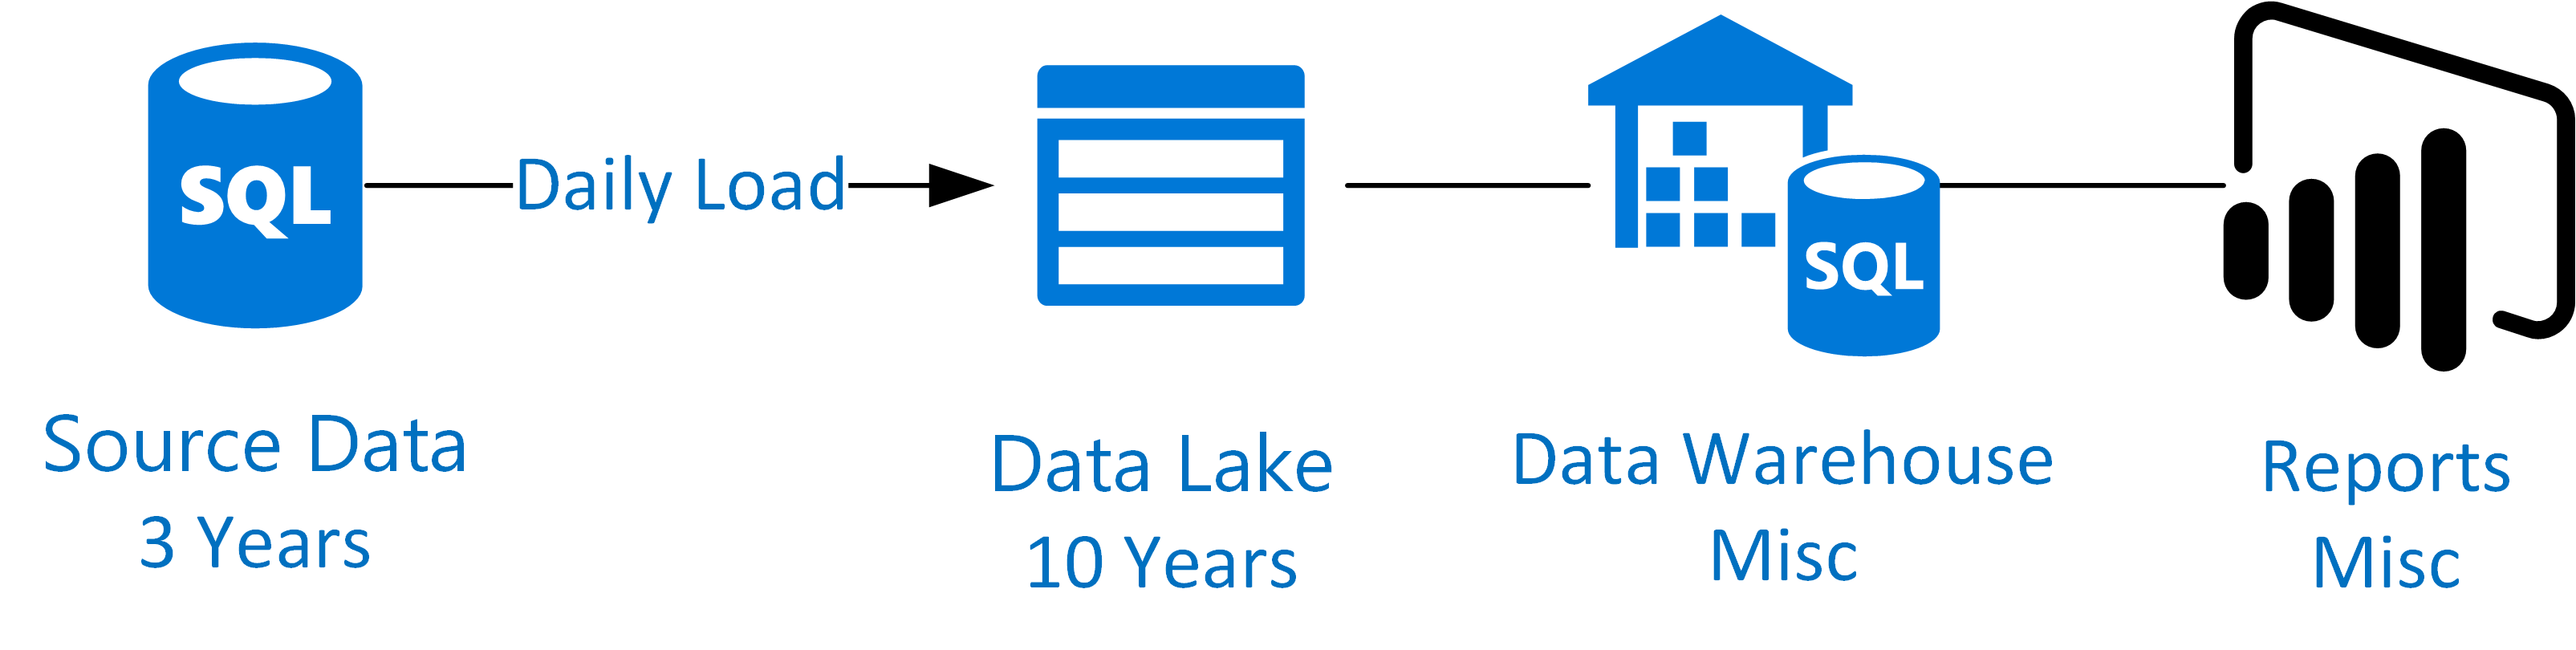 SQL
Daily Load
SQL
Source Data
3 Years
Data Lake
10 Years
Data Warehouse
Misc
Reports
Misc